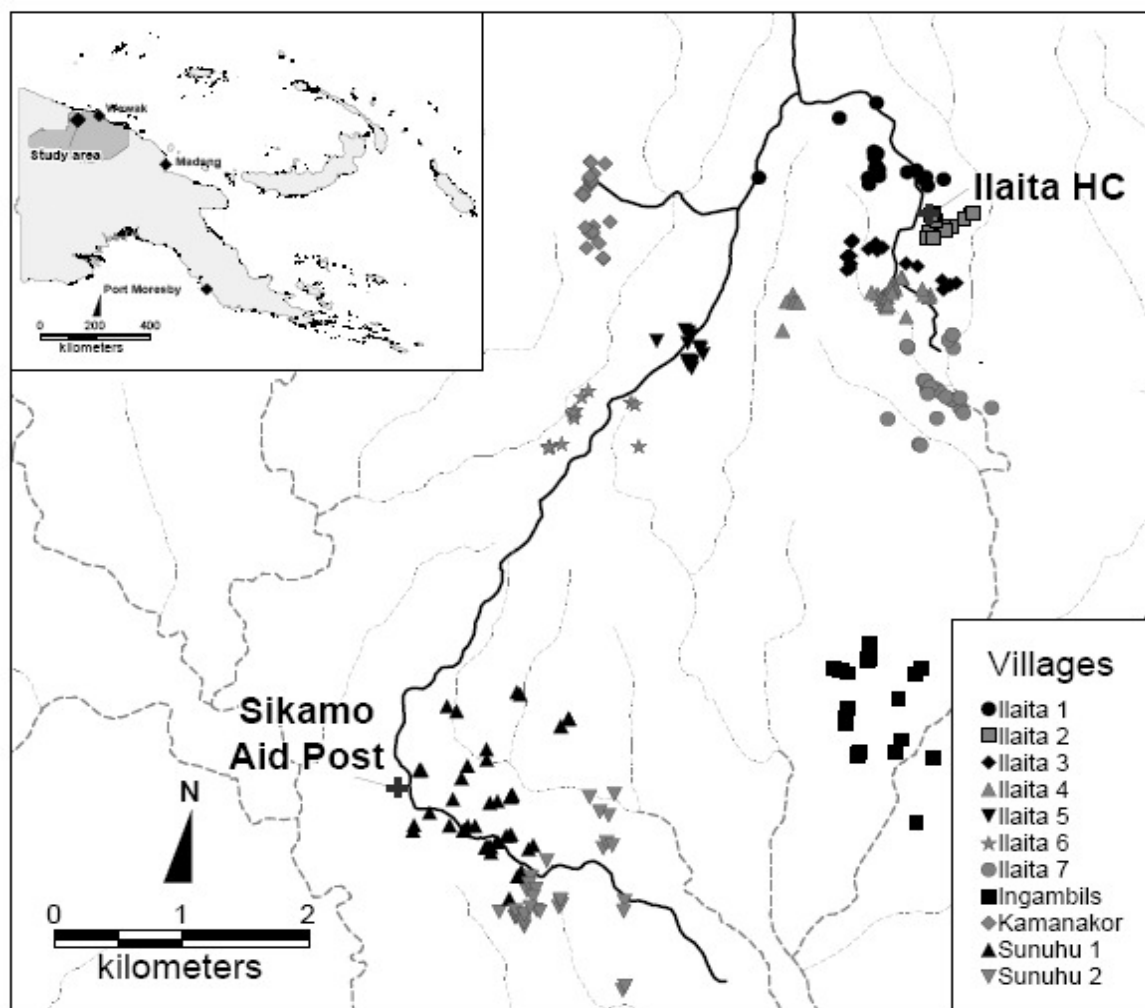 Wewak
Study area
Madang
Port Moresby
0 200 400
kilometers
Ilaita HC
Sikamo
Aid Post
N
0 1 2
kilometers
Villages
Ilaita 1
Ilaita 2
Ilaita 3
Ilaita 4
Ilaita 5
Ilaita 6
Ilaita 7
Ingambils
Kamanakor
Sunuhu 1
Sunuhu 2